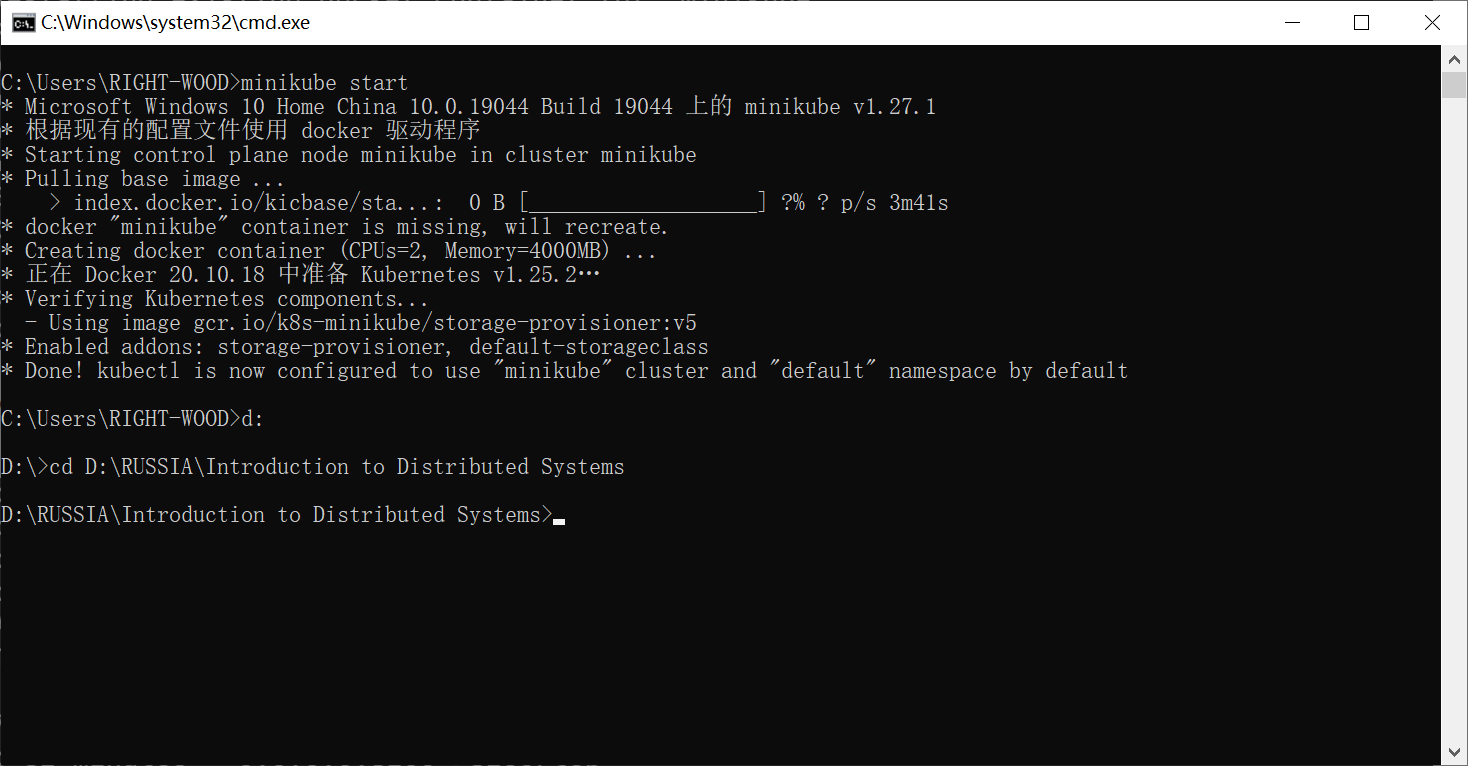 C:\Windows\system32\cmd.exe
C:\Users\RIGHT-WOOD>minikube start
* Microsoft Windows 10 Home China 10.0.19044 Build 19044 上的 minikube v1.27.1
* 根据现有的配置文件使用 docker 驱动程序
* Starting control plane node minikube in cluster minikube
* Pulling base image ...
    > index.docker.io/kicbase/sta...:  0 B [___________________] ?% ? p/s 3m41s
* docker "minikube" container is missing, will recreate.
* Creating docker container (CPUs=2, Memory=4000MB) ...
* 正在 Docker 20.10.18 中准备 Kubernetes v1.25.2…
* Verifying Kubernetes components...
  - Using image gcr.io/k8s-minikube/storage-provisioner:v5
* Enabled addons: storage-provisioner, default-storageclass
* Done! kubectl is now configured to use "minikube" cluster and "default" namespace by default
C:\Users\RIGHT-WOOD>d:
D:\>cd D:\RUSSIA\Introduction to Distributed Systems
D:\RUSSIA\Introduction to Distributed Systems>